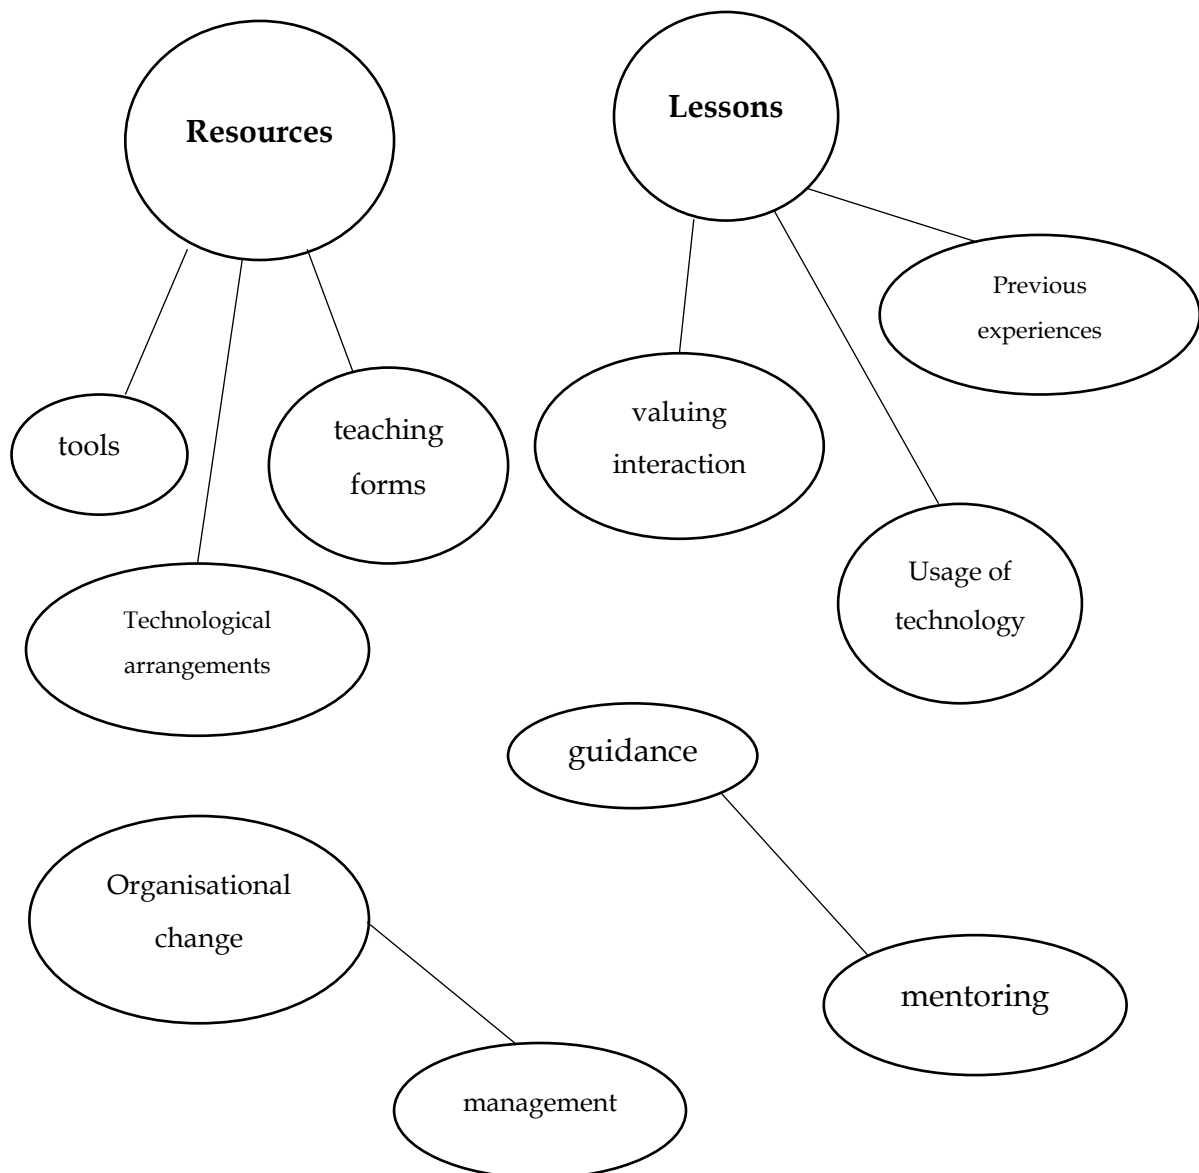 Resources
Lessons
Previous
experiences
tools
teaching
forms
valuing
interaction
Usage of
technology
Technological
arrangements
guidance
Organisational
change
mentoring
management